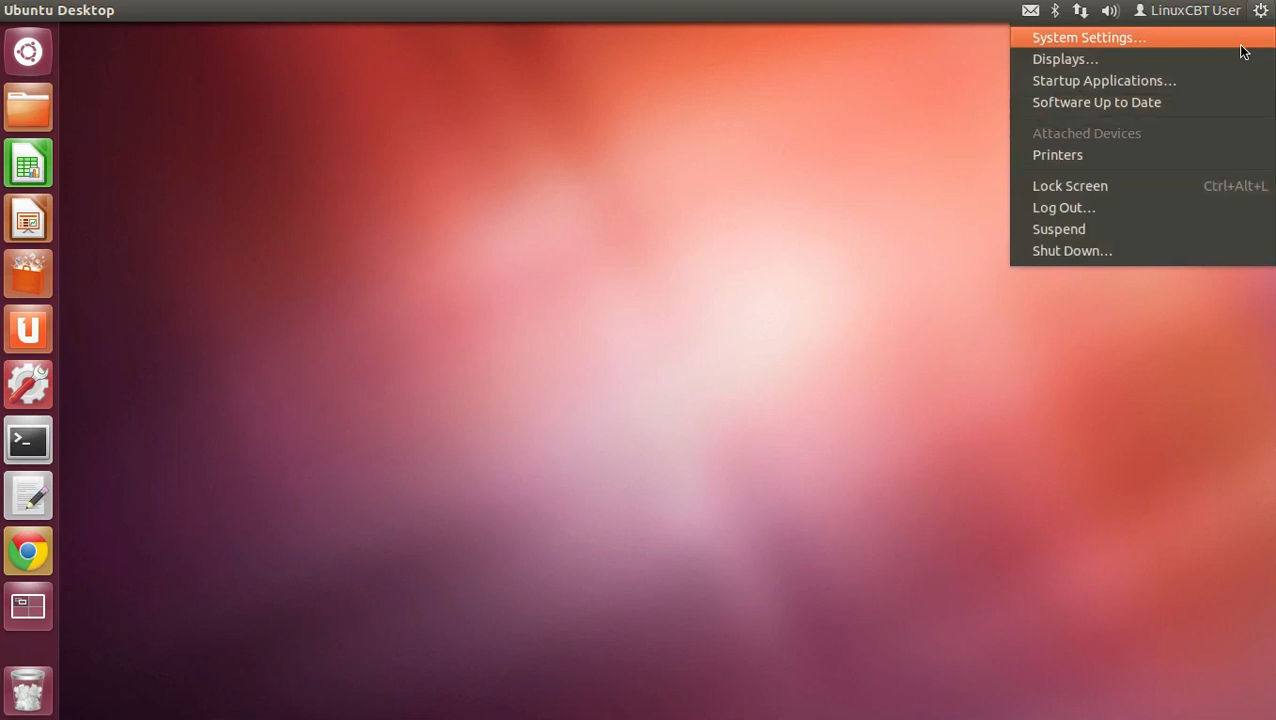 Ubuntu Desktop
LinuxCBT User
System Settings...
Displays...
Startup Applications...
Software Up to Date
Attached Devices
Printers
Lock Screen Ctrl+Alt+L
Log Out...
Suspend
Shut Down...